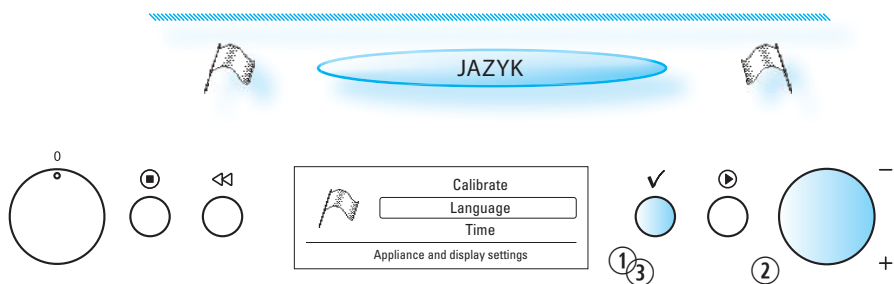 JAZYK
0
Calibrate
Language
Time
Appliance and display settings
– 
+
1
3
2